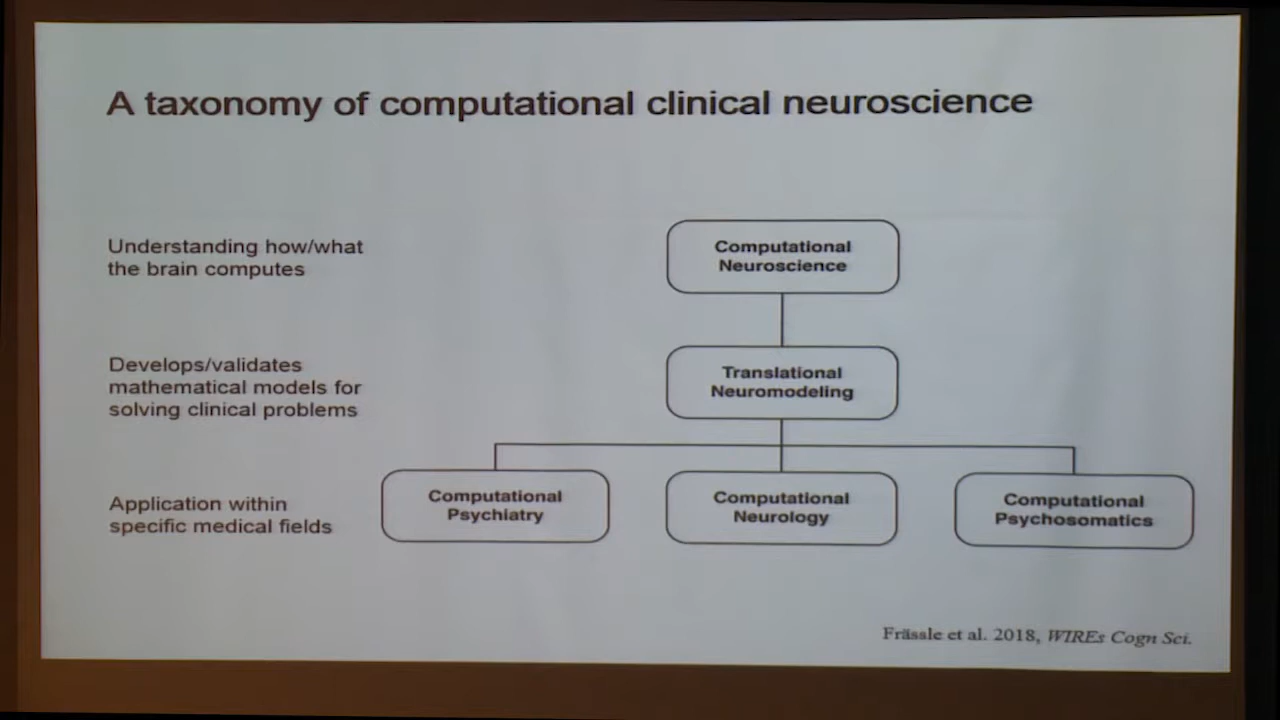 A taxonomy of computational clinical neuroscience
Understanding how/what
the brain computes
Computational
Neuroscience
Develops/validates
mathematical models for
solving clinical problems
Translational
Neuromodeling
Application within
specific medical fields
Computational
Psychiatry
Computational
Neurology
Computational
Psychosomatics
Frässle et al. 2018, WIREs Cogn Sci.